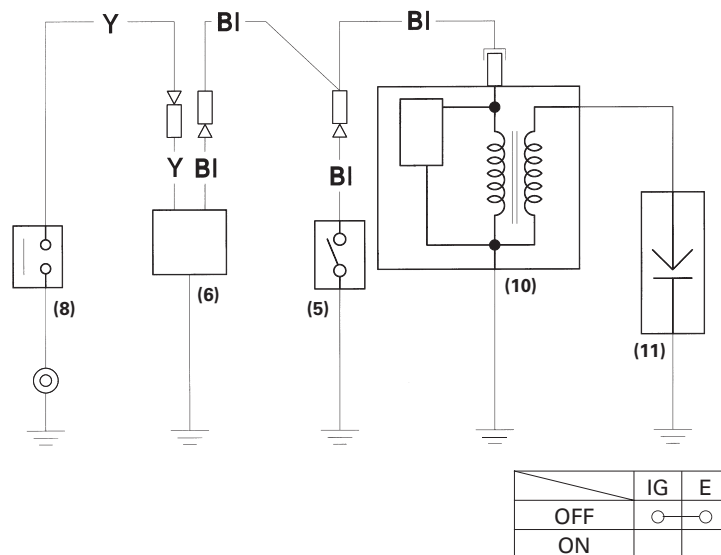 Y
Bl
Bl
Y
Bl
Bl
(8)
(6)
(5)
(10)
(11)
IG E
OFF
ON